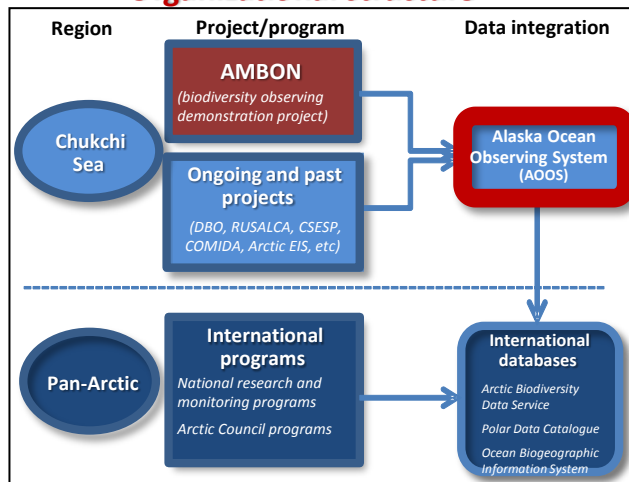 Organizational structure
Region
Project/program
Data integration
AMBON
(biodiversity observing
demonstration project)
Chukchi
Sea
Ongoing and past
projects
(DBO, RUSALCA, CSESP,
COMIDA, Arctic EIS, etc)
Alaska Ocean
Observing System
(AOOS)
Pan-Arctic
International
programs
National research and
monitoring programs
Arctic Council programs
International
databases
Arctic Biodiversity
Data Service
Polar Data Catalogue
Ocean Biogeographic
Information System